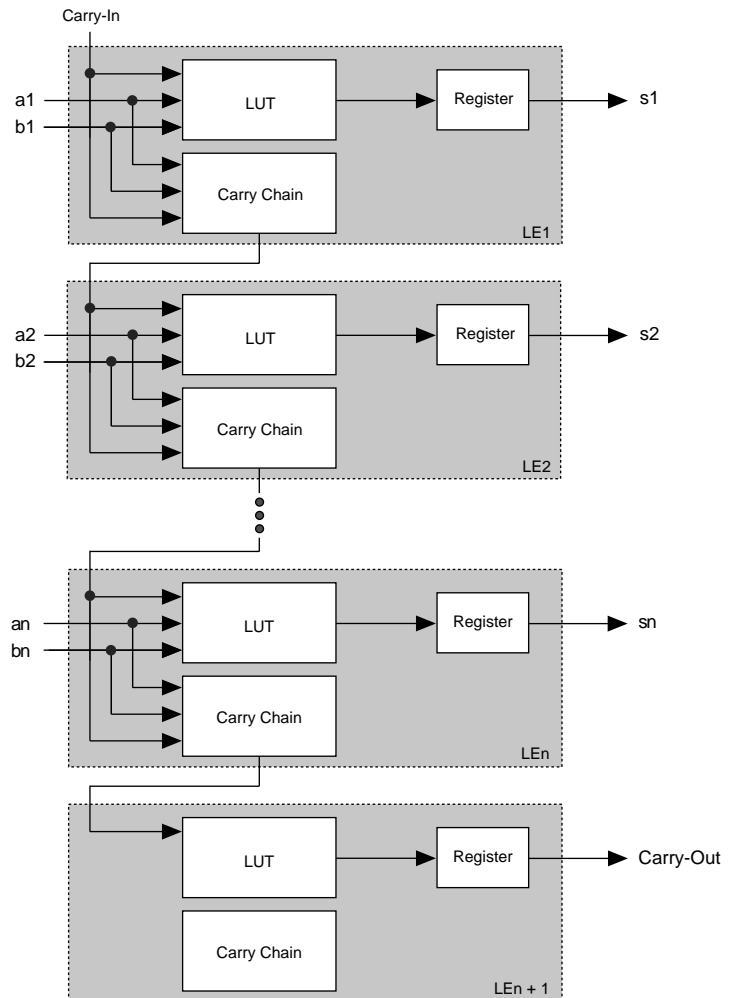 Carry-In
a1
b1
LUT
Register
s1
Carry Chain
LE1
a2
b2
LUT
Register
s2
Carry Chain
LE2
an
bn
LUT
Register
sn
Carry Chain
LEn
LUT
Register
Carry-Out
Carry Chain
LEn + 1